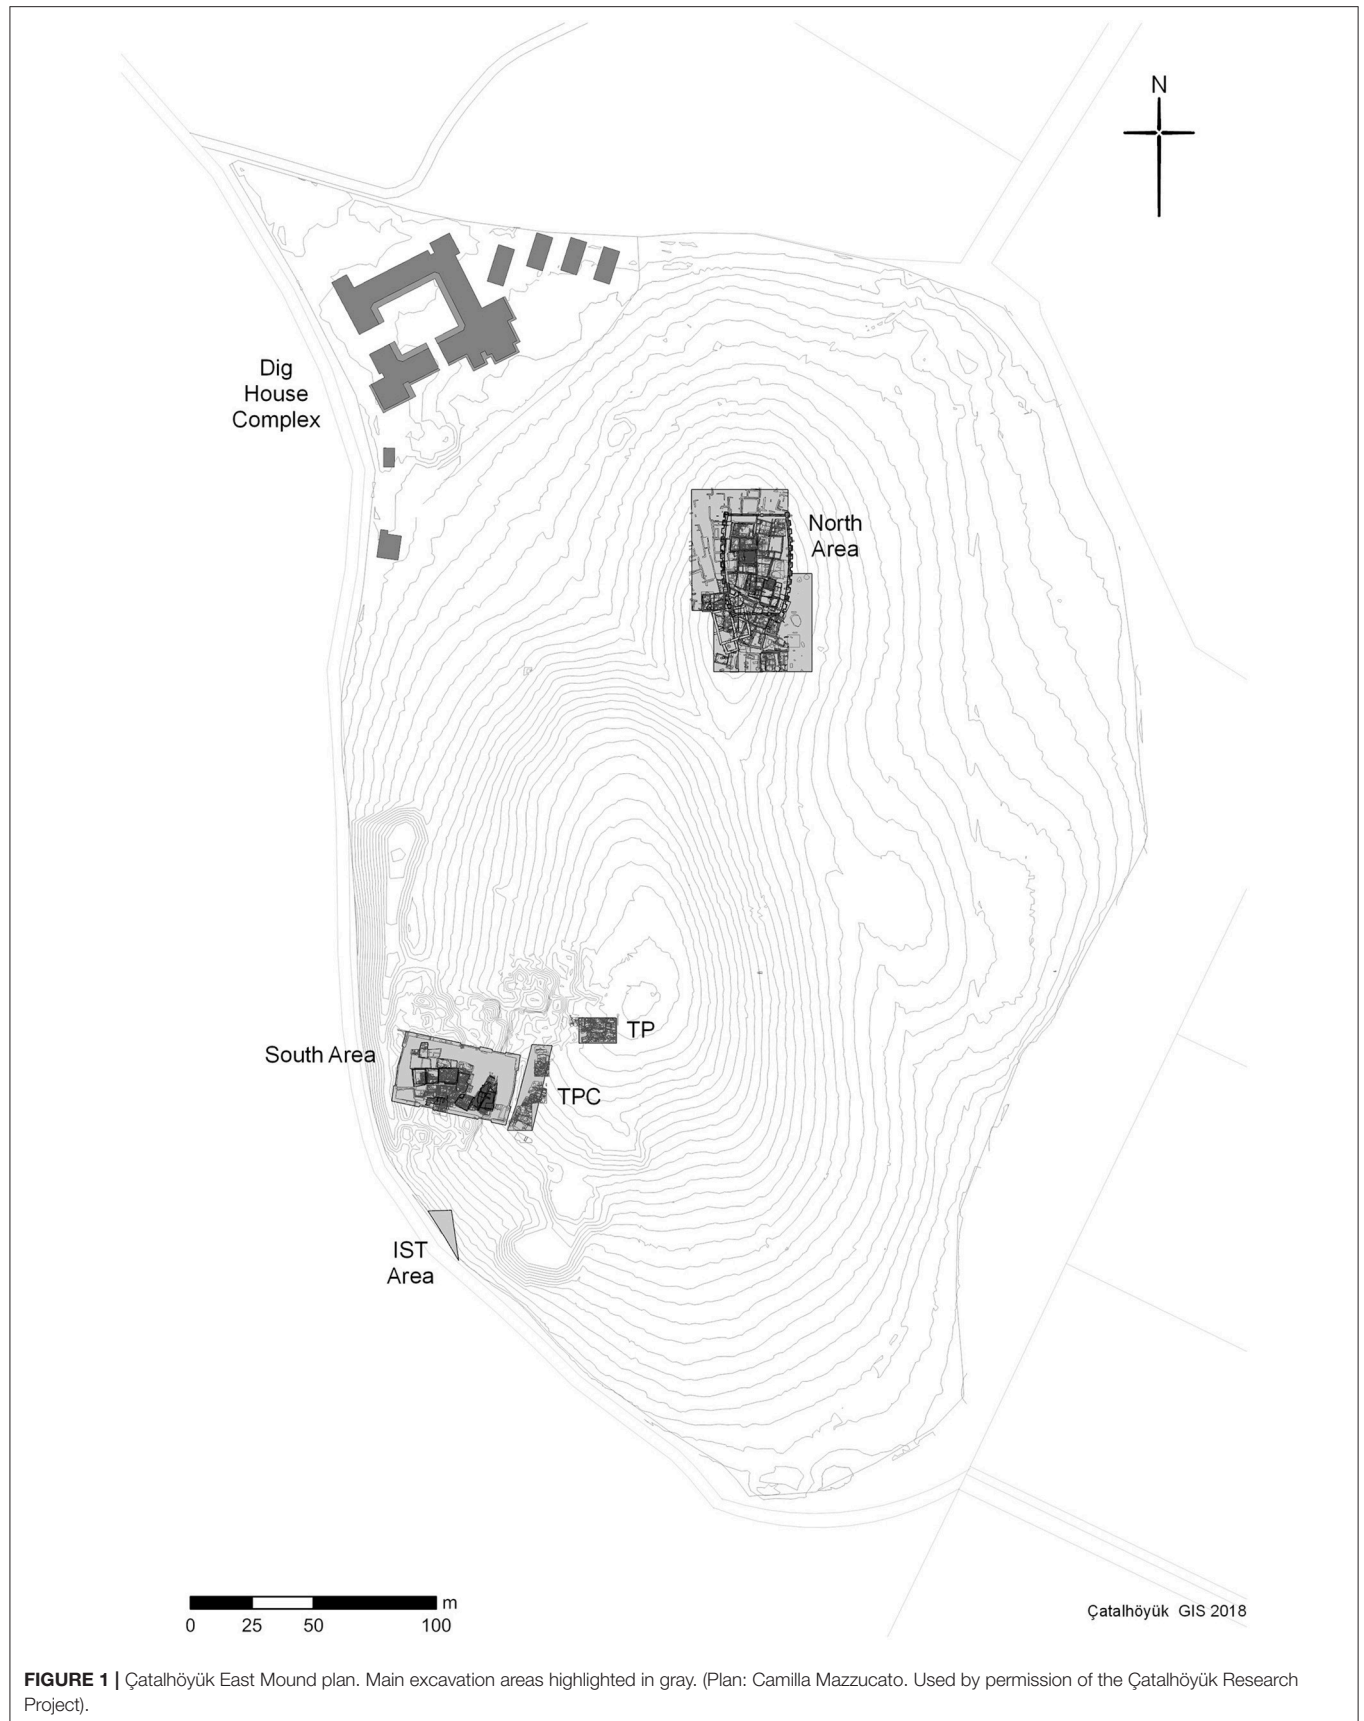 N
Dig
House
Complex
North
Area
TP
South Area
TPC
IST
Area
m
0 25 50 100
Çatalhöyük GIS 2018
FIGURE 1 | Çatalhöyük East Mound plan. Main excavation areas highlighted in gray. (Plan: Camilla Mazzucato. Used by permission of the Çatalhöyük Research
Project).